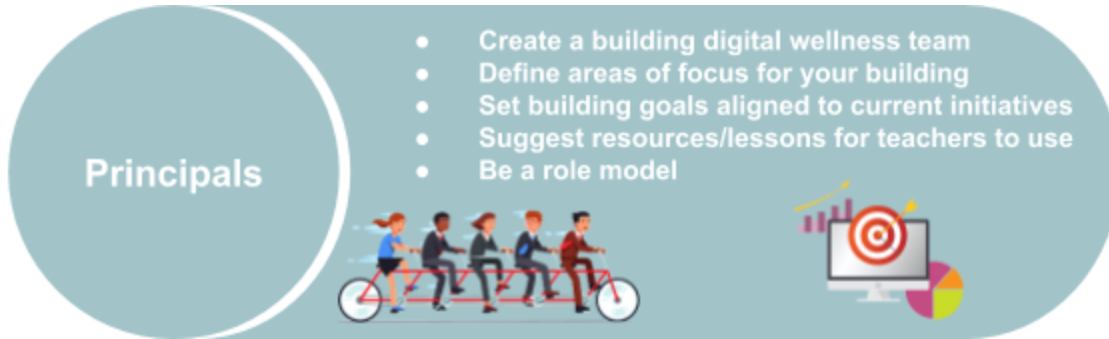 Principals
● Create a building digital wellness team
● Define areas of focus for your building
● Set building goals aligned to current initiatives
● Suggest resources/lessons for teachers to use
● Be a role model